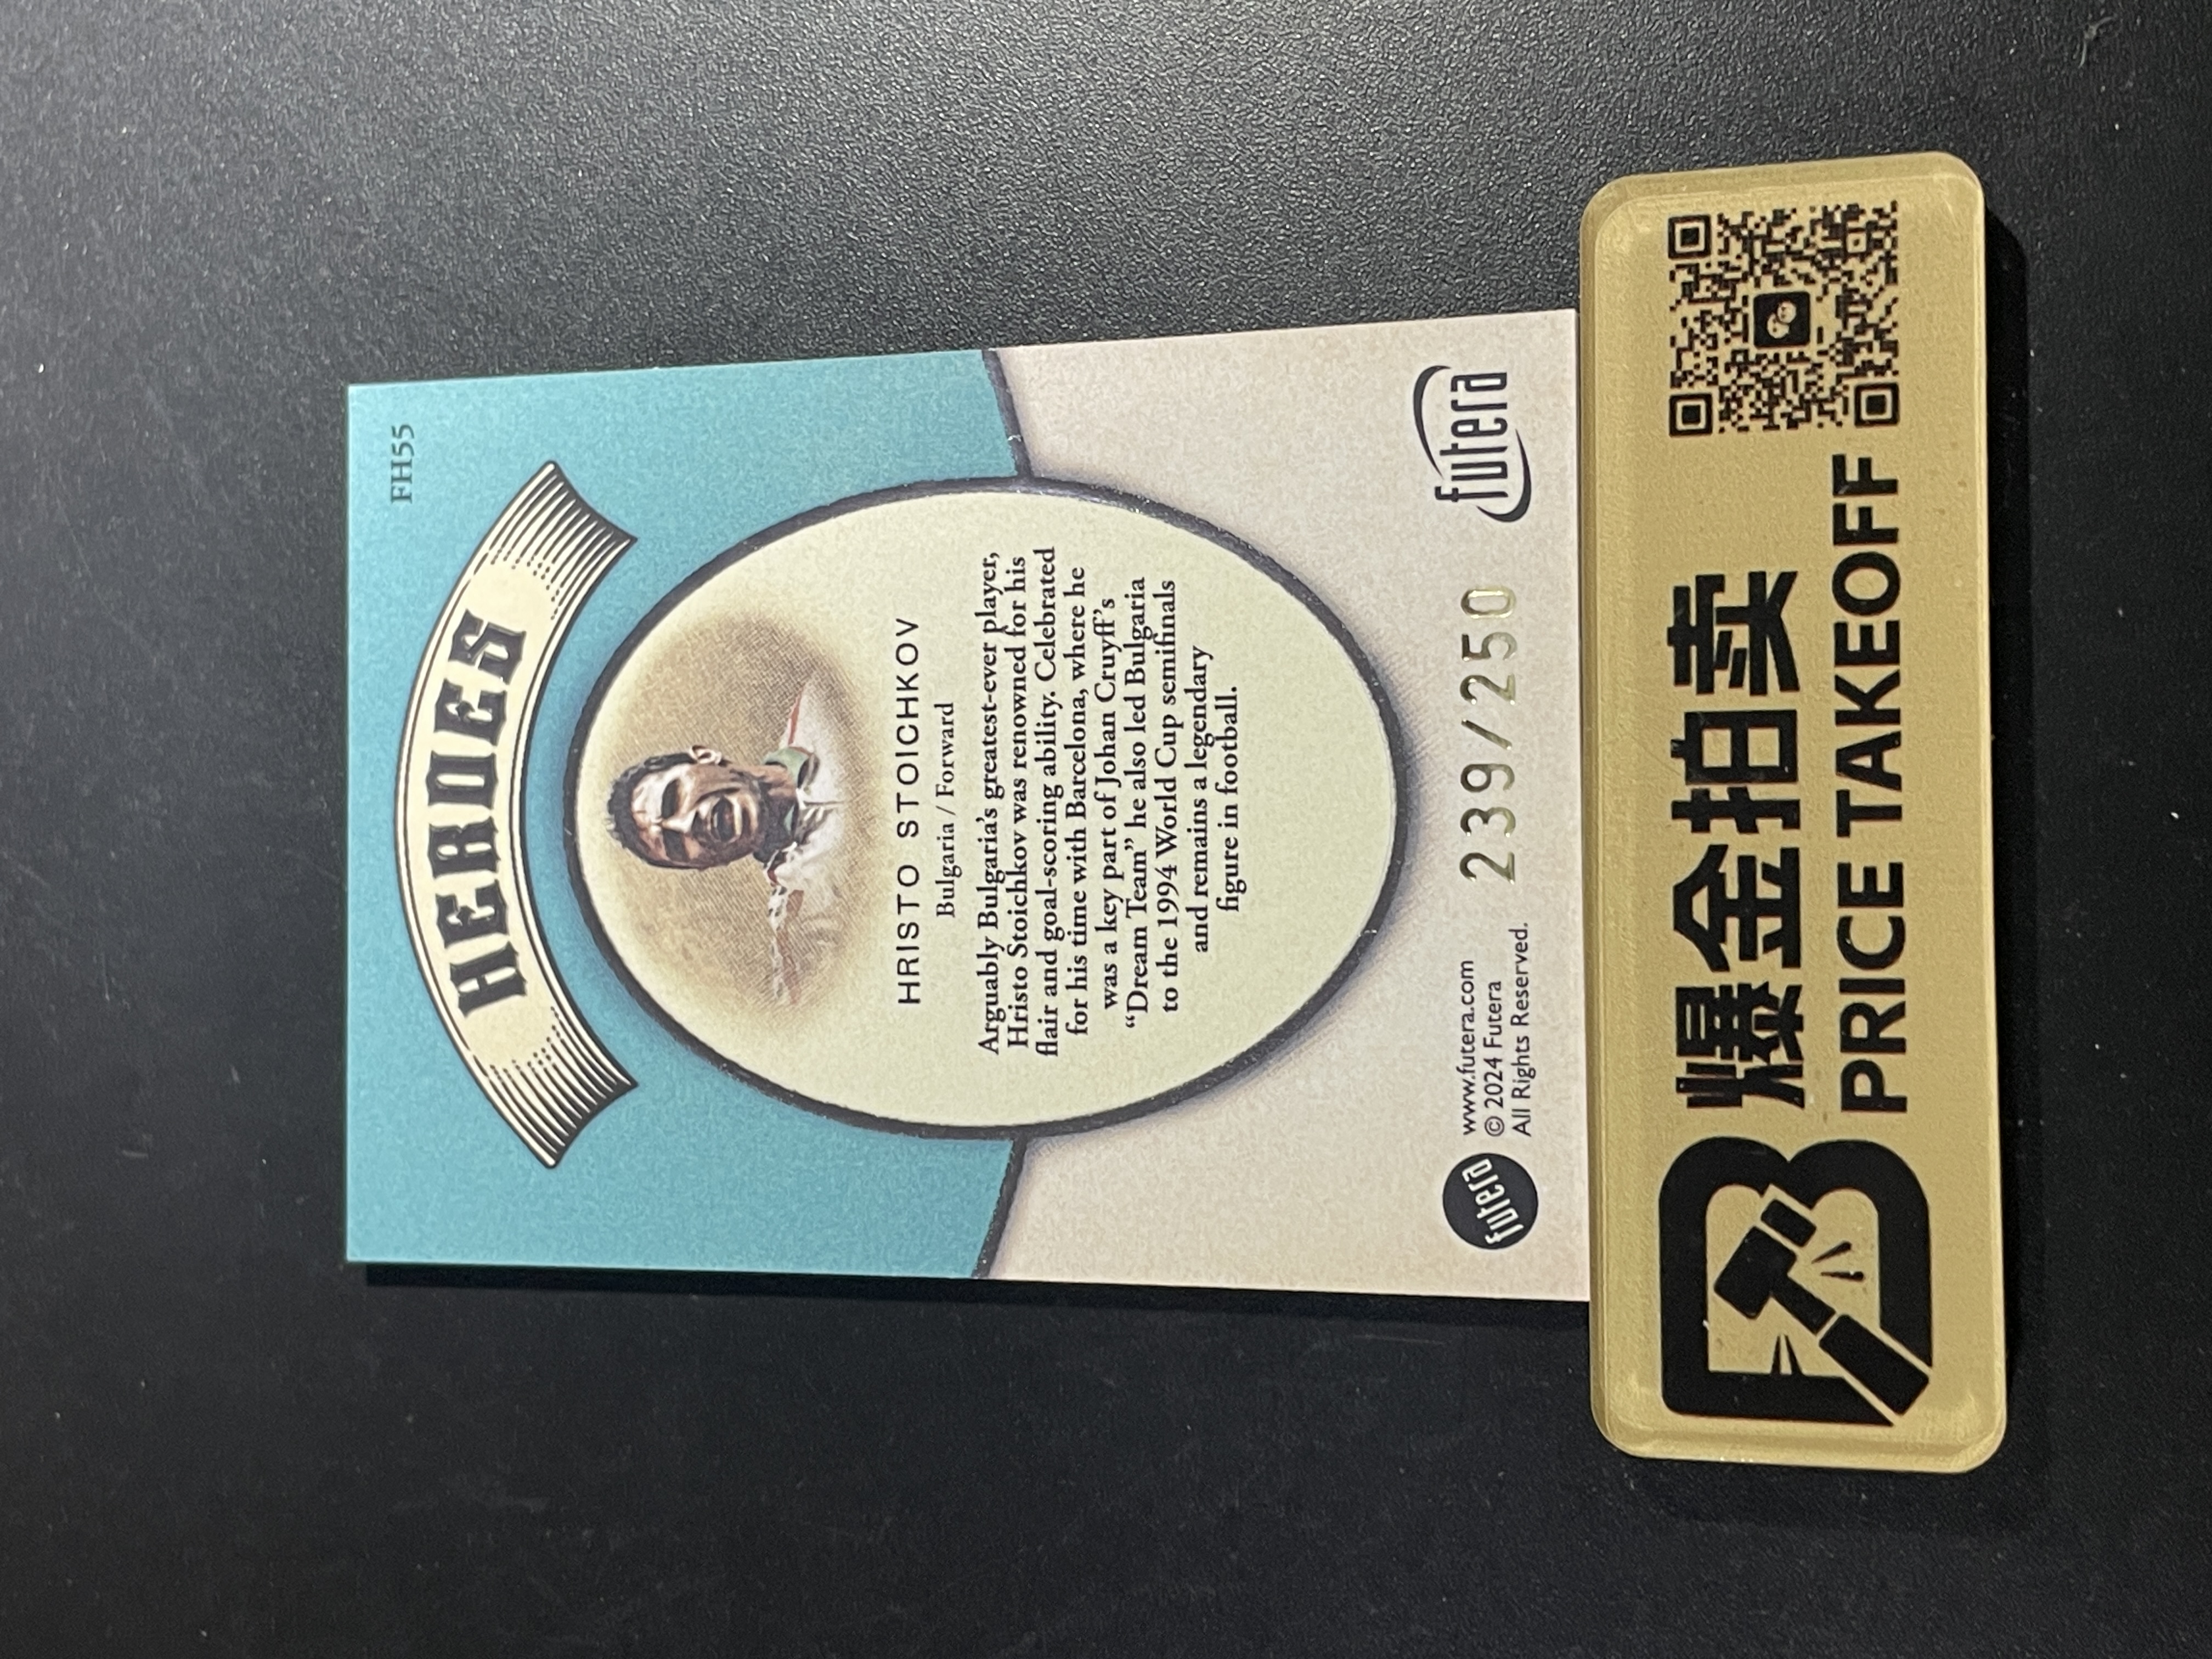 FH55
HEROES
HRISTO STOICHKOV
Bulgaria / Forward
Arguably Bulgaria's greatest-ever player,
Hristo Stoichkov was renowned for his
flair and goal-scoring ability. Celebrated
for his time with Barcelona, where he
was a key part of Johan Cruyff's
“Dream Team” he also led Bulgaria
to the 1994 World Cup semifinals
and remains a legendary
figure in football.
futera
www.futera.com
© 2024 Futera
All Rights Reserved.
239/250
futera
爆金拍卖
PRICE TAKEOFF